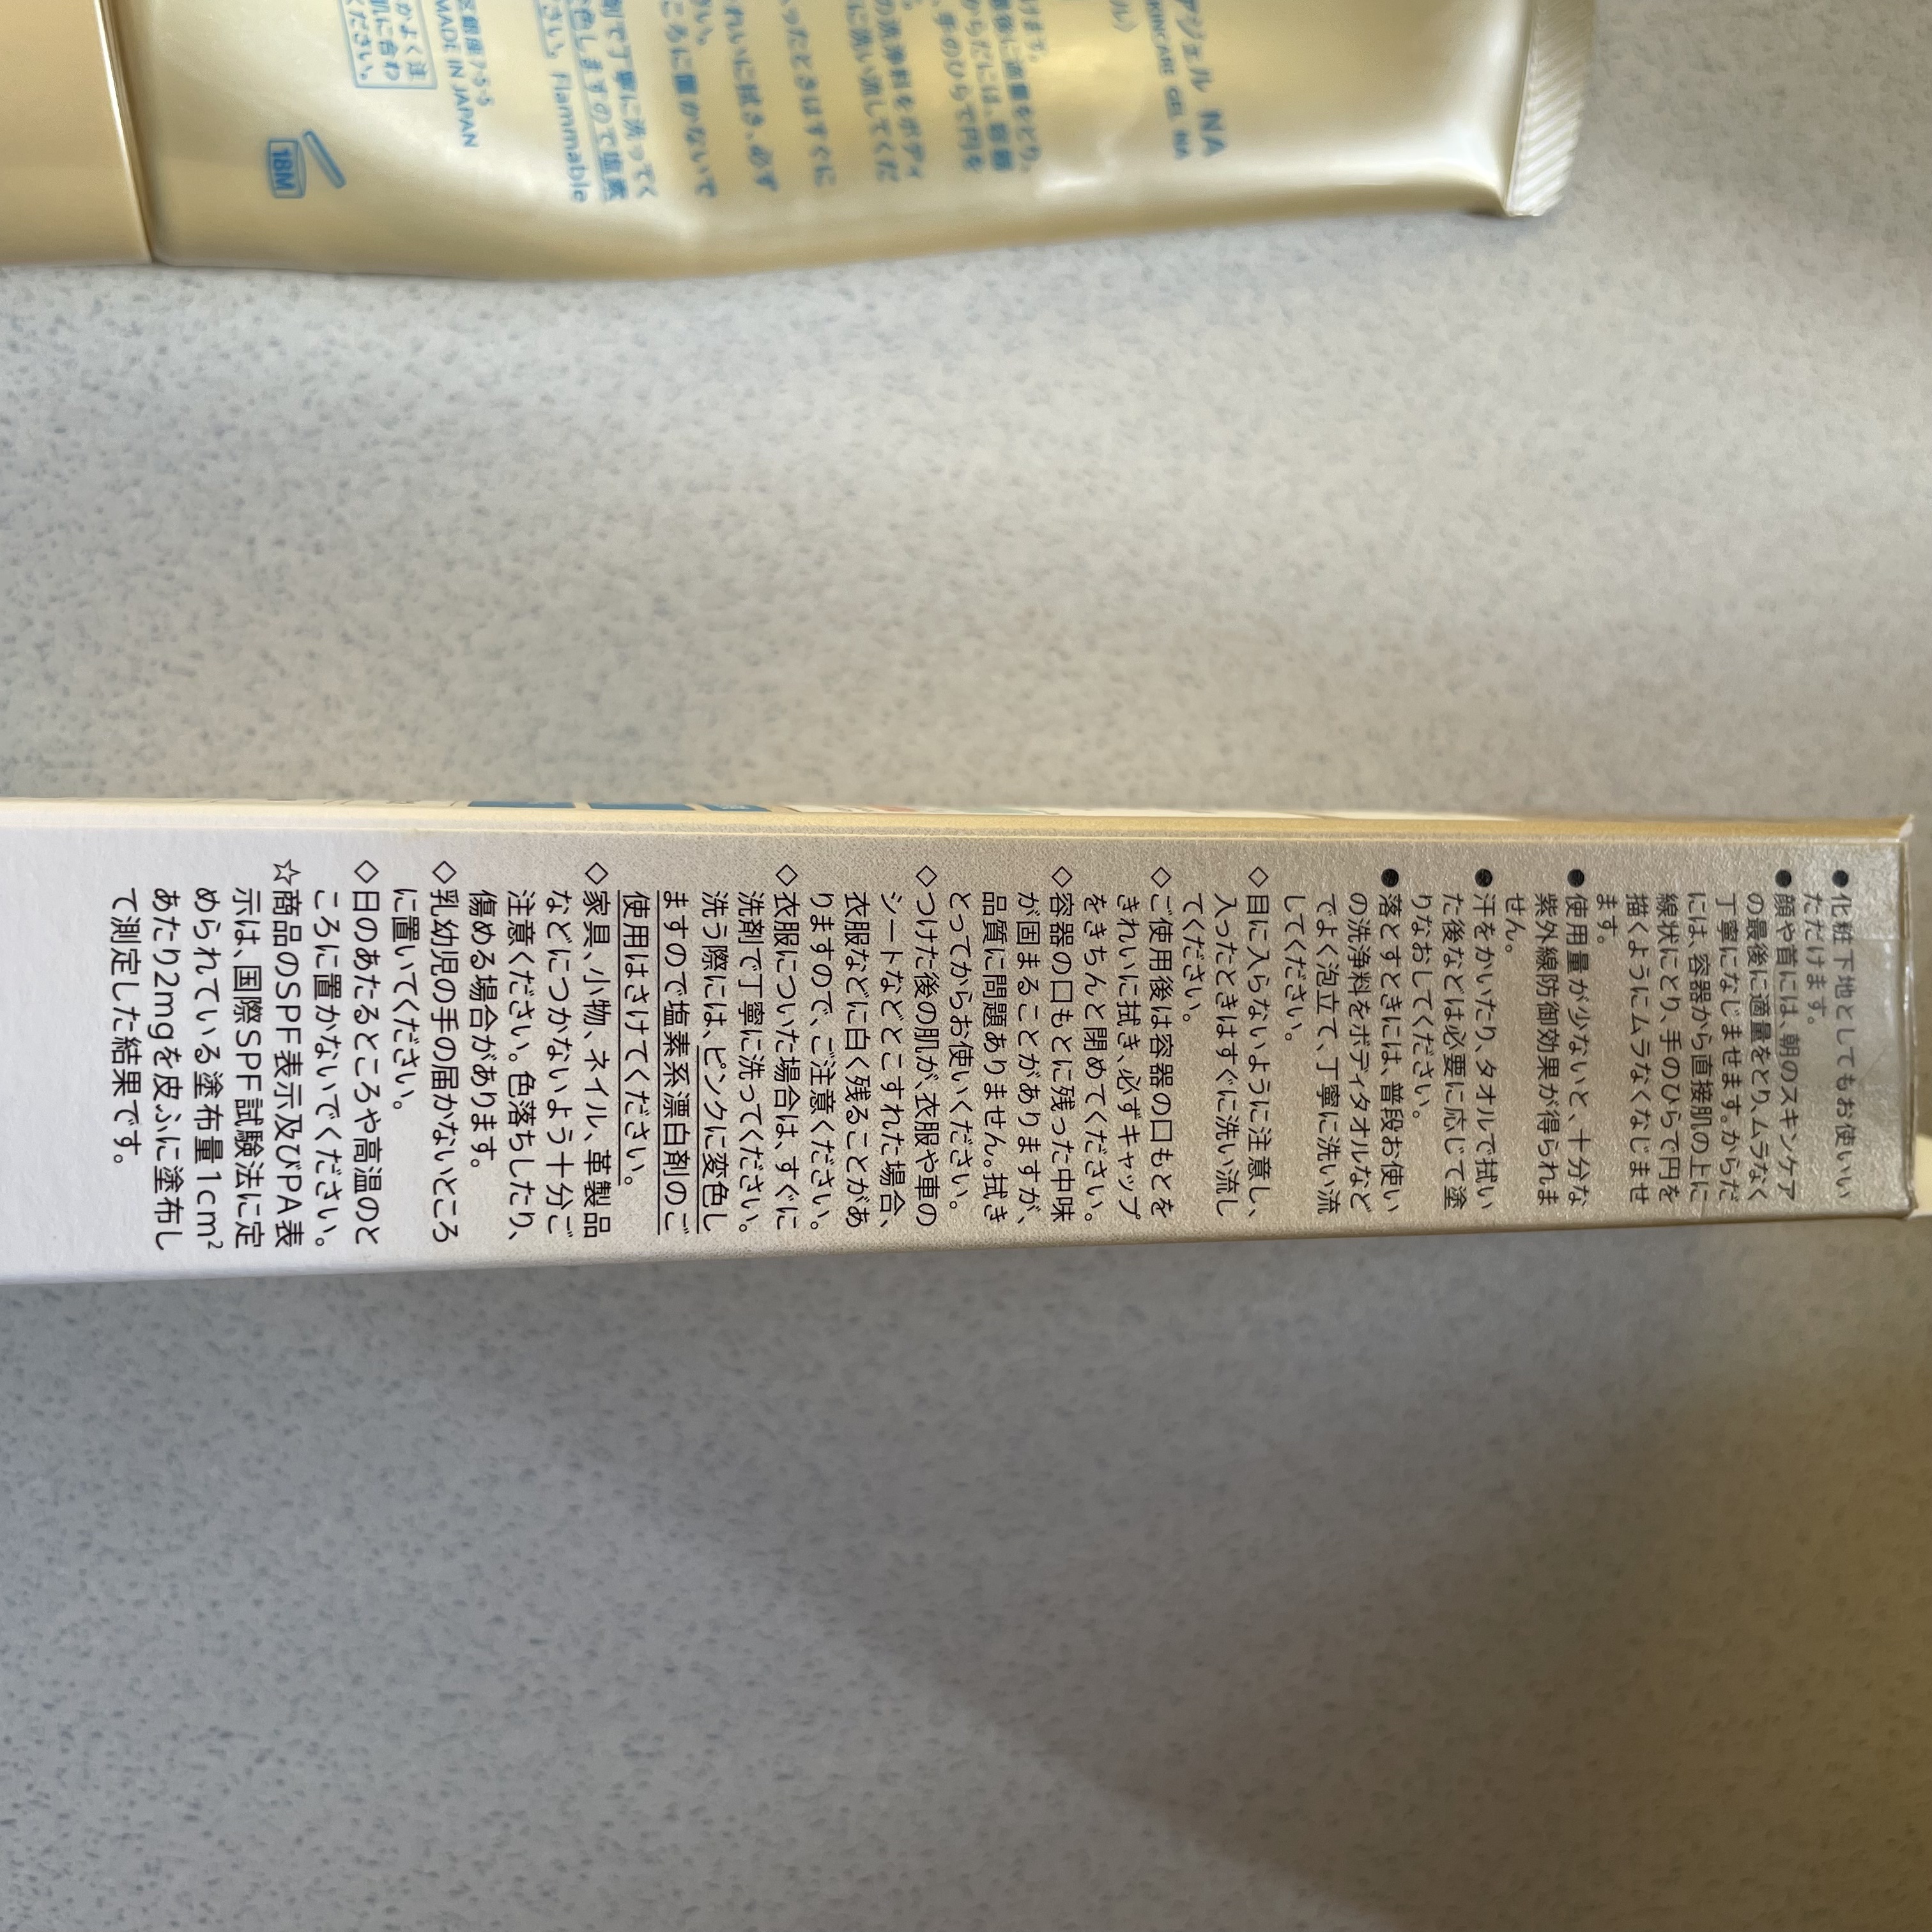 アジェル NA
SKINCARE GEL NA
Flammable
MADE IN JAPAN
18M
●化粧下地としてもお使いい
ただけます。
●顔や首には、朝のスキンケア
の最後に適量をとり、ムラなく
丁寧になじませます。からだ
には、容器から直接肌の上に
線状にとり、手のひらで円を
描くようにムラなくなじませ
ます。
●使用量が少ないと、十分な
紫外線防御効果が得られま
せん。
●汗をかいたり、タオルで拭い
た後などは必要に応じて塗
りなおしてください。
●落とすときには、普段お使い
の洗浄料をボディタオルなど
でよく泡立て、丁寧に洗い流
してください。
◇目に入らないように注意し、
入ったときはすぐに洗い流し
てください。
◇ご使用後は容器の口もとを
きれいに拭き、必ずキャップ
をきちんと閉めてください。
◇容器の口もとに残った中味
が固まることがありますが、
品質に問題ありません。拭き
とってからお使いください。
◇つけた後の肌が、衣服や車の
シートなどとこすれた場合、
衣服などに白く残ることがあ
りますので、ご注意ください。
◇衣服についた場合は、すぐに
洗剤で丁寧に洗ってください。
洗う際には、ピンクに変色し
ますので塩素系漂白剤のご
使用はさけてください。
◇家具、小物、ネイル、革製品
などにつかないよう十分ご
注意ください。色落ちしたり、
傷める場合があります。
◇乳幼児の手の届かないところ
に置いてください。
◇日のあたるところや高温のと
ころに置かないでください。
☆商品のSPF表示及びPA表
示は、国際SPF試験法に定
められている塗布量1cm²
あたり2mgを皮ふに塗布し
て測定した結果です。